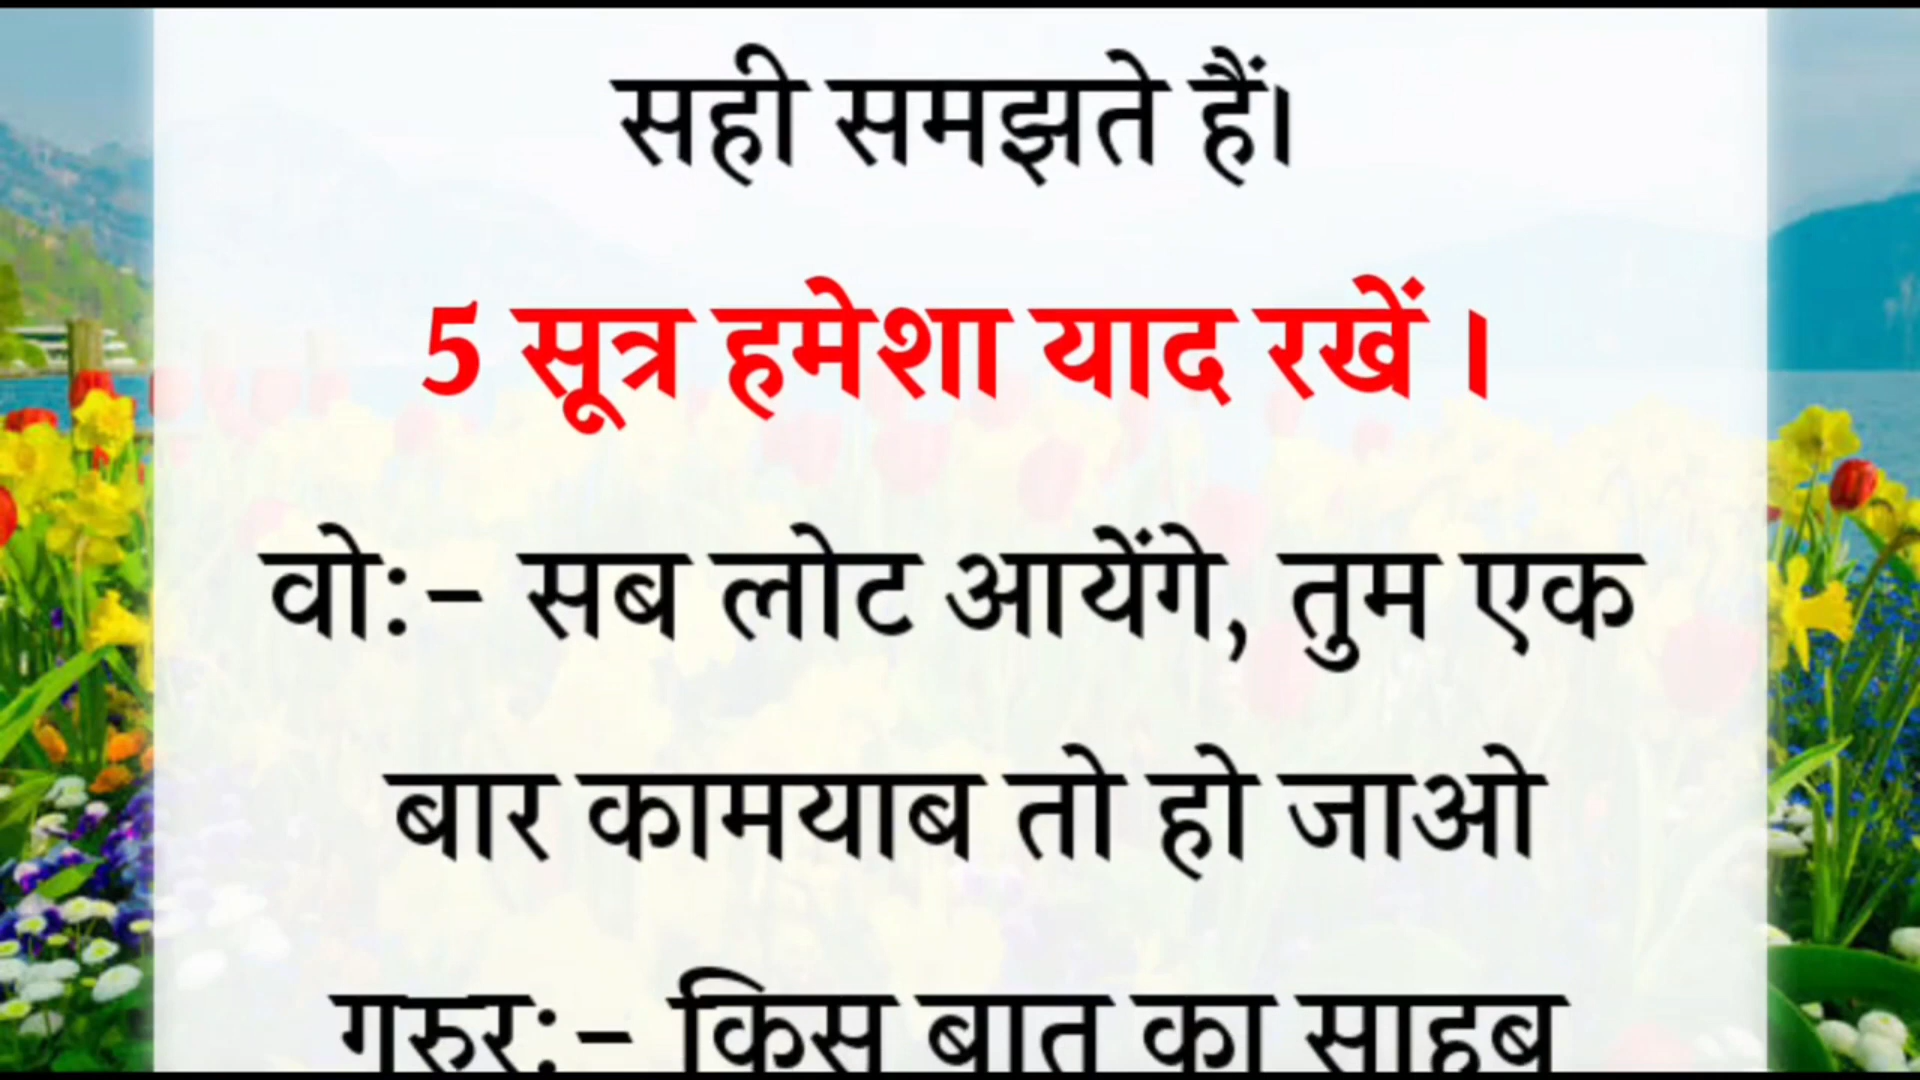 सही समझते हैं।
5 सूत्र हमेशा याद रखें ।
वो:- सब लोट आयेंगे, तुम एक
बार कामयाब तो हो जाओ
गरुर:- किस बात का साहब